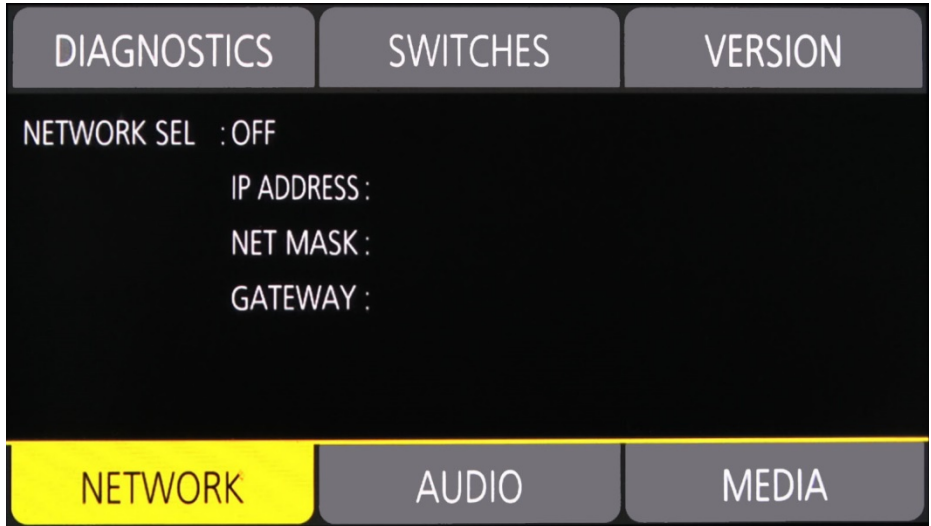 DIAGNOSTICS SWITCHES VERSION
NETWORK SEL : OFF
IP ADDRESS :
NET MASK :
GATEWAY :
NETWORK AUDIO MEDIA